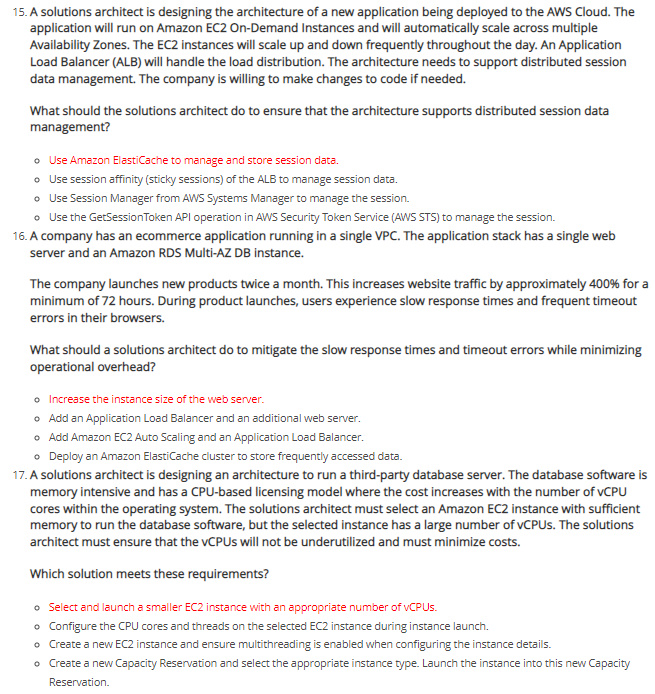 15. A solutions architect is designing the architecture of a new application being deployed to the AWS Cloud. The
application will run on Amazon EC2 On-Demand Instances and will automatically scale across multiple
Availability Zones. The EC2 instances will scale up and down frequently throughout the day. An Application
Load Balancer (ALB) will handle the load distribution. The architecture needs to support distributed session
data management. The company is willing to make changes to code if needed.
What should the solutions architect do to ensure that the architecture supports distributed session data
management?
○ Use Amazon ElastiCache to manage and store session data.
○ Use session affinity (sticky sessions) of the ALB to manage session data.
○ Use Session Manager from AWS Systems Manager to manage the session.
○ Use the GetSessionToken API operation in AWS Security Token Service (AWS STS) to manage the session.
16. A company has an ecommerce application running in a single VPC. The application stack has a single web
server and an Amazon RDS Multi-AZ DB instance.
The company launches new products twice a month. This increases website traffic by approximately 400% for a
minimum of 72 hours. During product launches, users experience slow response times and frequent timeout
errors in their browsers.
What should a solutions architect do to mitigate the slow response times and timeout errors while minimizing
operational overhead?
○ Increase the instance size of the web server.
○ Add an Application Load Balancer and an additional web server.
○ Add Amazon EC2 Auto Scaling and an Application Load Balancer.
○ Deploy an Amazon ElastiCache cluster to store frequently accessed data.
17. A solutions architect is designing an architecture to run a third-party database server. The database software is
memory intensive and has a CPU-based licensing model where the cost increases with the number of vCPU
cores within the operating system. The solutions architect must select an Amazon EC2 instance with sufficient
memory to run the database software, but the selected instance has a large number of vCPUs. The solutions
architect must ensure that the vCPUs will not be underutilized and must minimize costs.
Which solution meets these requirements?
○ Select and launch a smaller EC2 instance with an appropriate number of vCPUs.
○ Configure the CPU cores and threads on the selected EC2 instance during instance launch.
○ Create a new EC2 instance and ensure multithreading is enabled when configuring the instance details.
○ Create a new Capacity Reservation and select the appropriate instance type. Launch the instance into this new Capacity
Reservation.